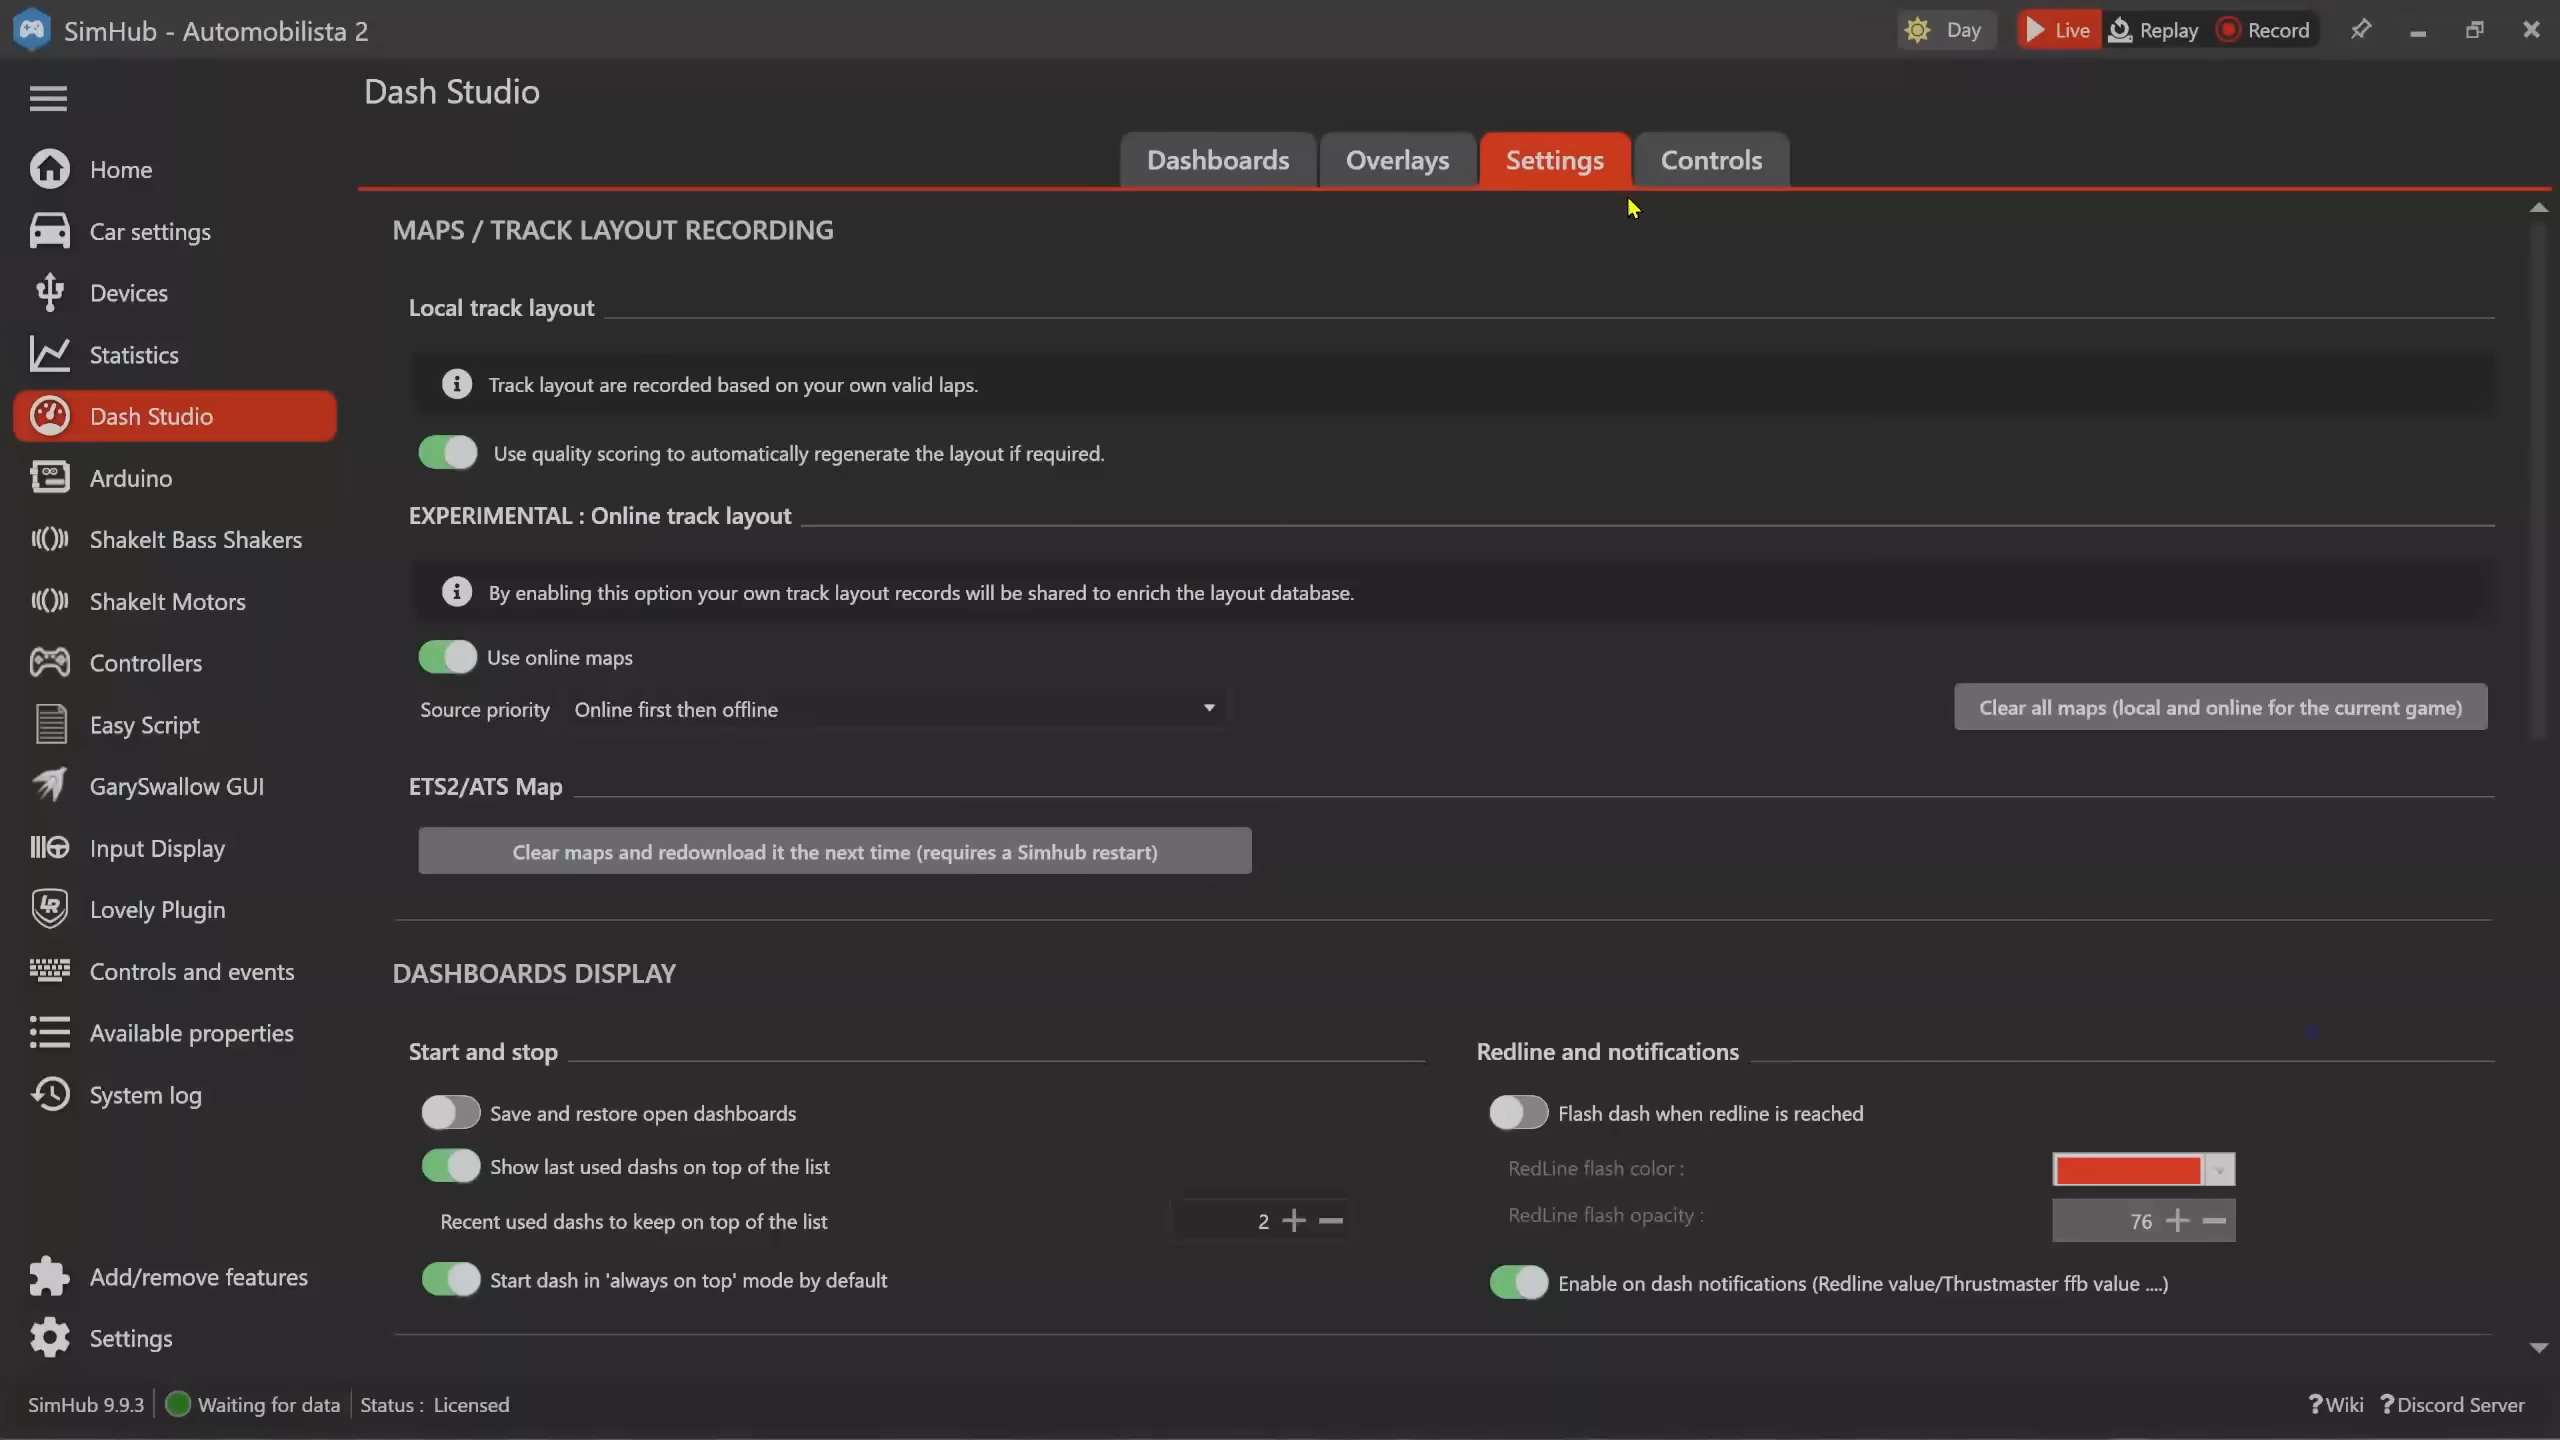 SimHub - Automobilista 2
Day
Live
Replay
Record
Dash Studio
Home
Car settings
Devices
Statistics
Dash Studio
Arduino
ShakeIt Bass Shakers
ShakeIt Motors
Controllers
Easy Script
GarySwallow GUI
Input Display
Lovely Plugin
Controls and events
Available properties
System log
Add/remove features
Settings
Dashboards
Overlays
Settings
Controls
MAPS / TRACK LAYOUT RECORDING
Local track layout
Track layout are recorded based on your own valid laps.
Use quality scoring to automatically regenerate the layout if required.
EXPERIMENTAL : Online track layout
By enabling this option your own track layout records will be shared to enrich the layout database.
Use online maps
Source priority Online first then offline
Clear all maps (local and online for the current game)
ETS2/ATS Map
Clear maps and redownload it the next time (requires a Simhub restart)
DASHBOARDS DISPLAY
Start and stop
Save and restore open dashboards
Show last used dashs on top of the list
Recent used dashs to keep on top of the list 2
Start dash in 'always on top' mode by default
Redline and notifications
Flash dash when redline is reached
RedLine flash color :
RedLine flash opacity : 76
Enable on dash notifications (Redline value/Thrustmaster ffb value ....)
SimHub 9.9.3
Waiting for data
Status : Licensed
?Wiki
?Discord Server